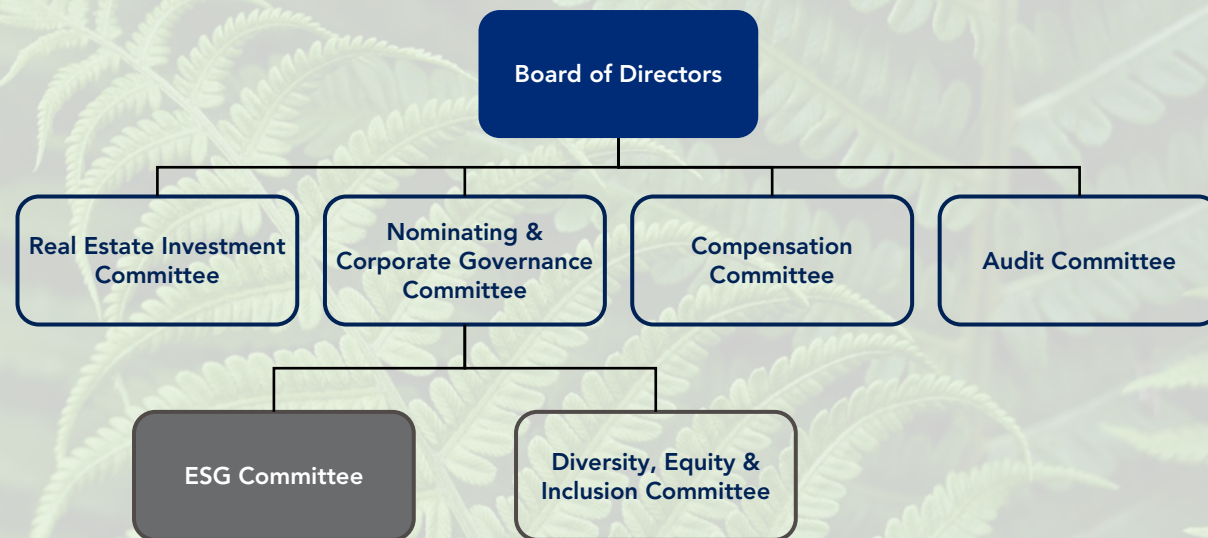 Board of Directors
Real Estate Investment
Committee
Nominating &
Corporate Governance
Committee
Compensation
Committee
Audit Committee
ESG Committee
Diversity, Equity &
Inclusion Committee